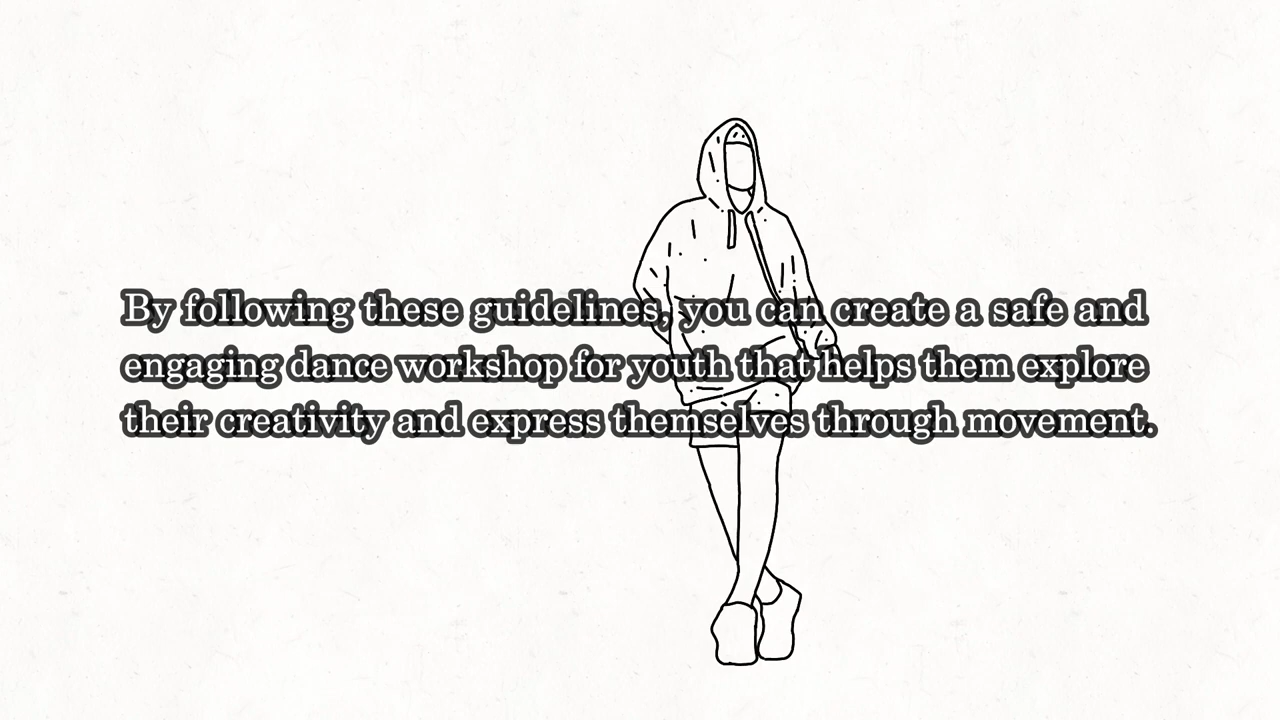 By following these guidelines, you can create a safe and
engaging dance workshop for youth that helps them explore
their creativity and express themselves through movement.